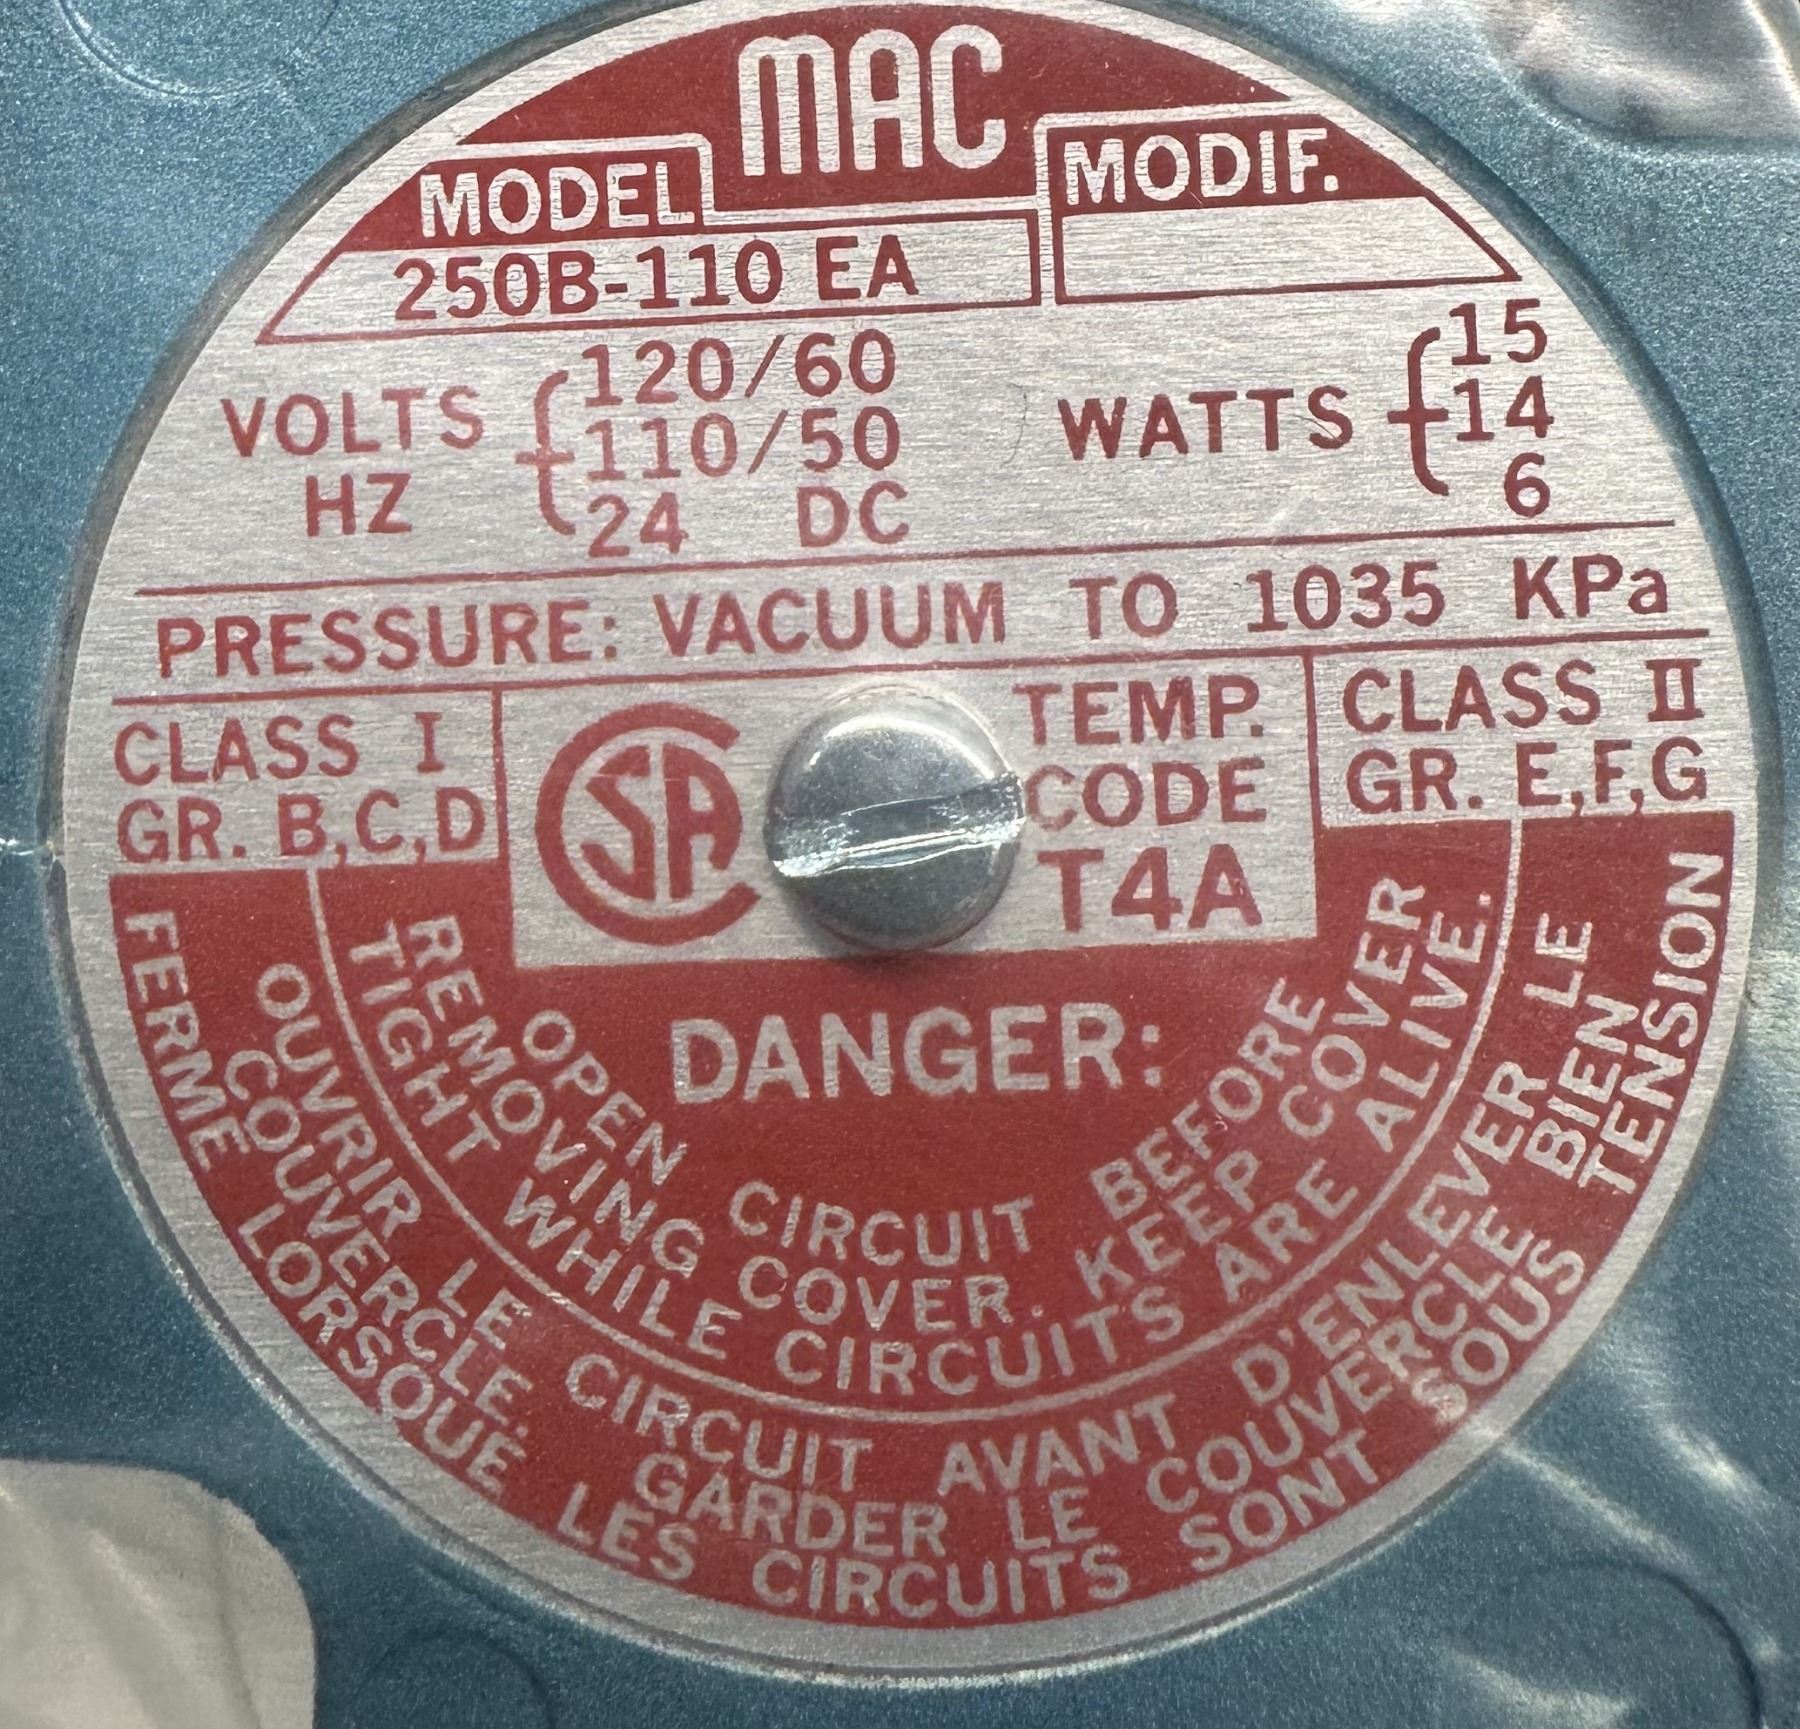 MAC
MODEL
MODIF.
250B-110 EA
VOLTS
HZ
120/60
110/50
24 DC
WATTS
15
14
6
PRESSURE: VACUUM TO 1035 KPa
CLASS I
GR. B,C,D
CSA
TEMP.
CODE
T4A
CLASS II
GR. E,F,G
DANGER:
OPEN CIRCUIT BEFORE
REMOVING COVER. KEEP COVER
TIGHT WHILE CIRCUITS ARE ALIVE.
OUVRIR LE CIRCUIT AVANT D'ENLEVER LE
COUVERCLE. GARDER LE COUVERCLE BIEN
FERME LORSQUE LES CIRCUITS SONT SOUS TENSION